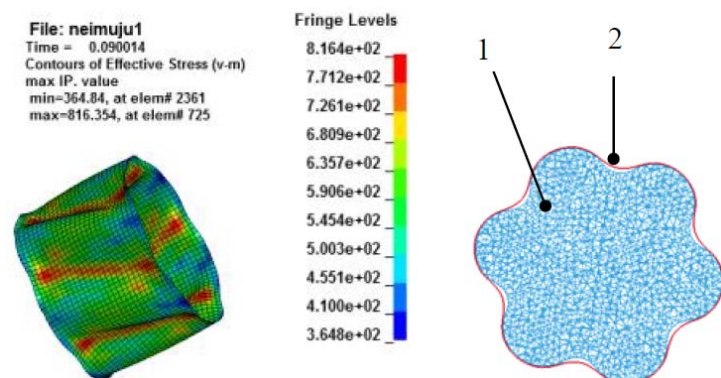 File: neimuju1
Time = 0.090014
Contours of Effective Stress (v-m)
max IP. value
min=364.84, at elem# 2361
max=816.354, at elem# 725
Fringe Levels
8.164e+02
7.712e+02
7.261e+02
6.809e+02
6.357e+02
5.906e+02
5.454e+02
5.003e+02
4.551e+02
4.100e+02
3.648e+02
1
2